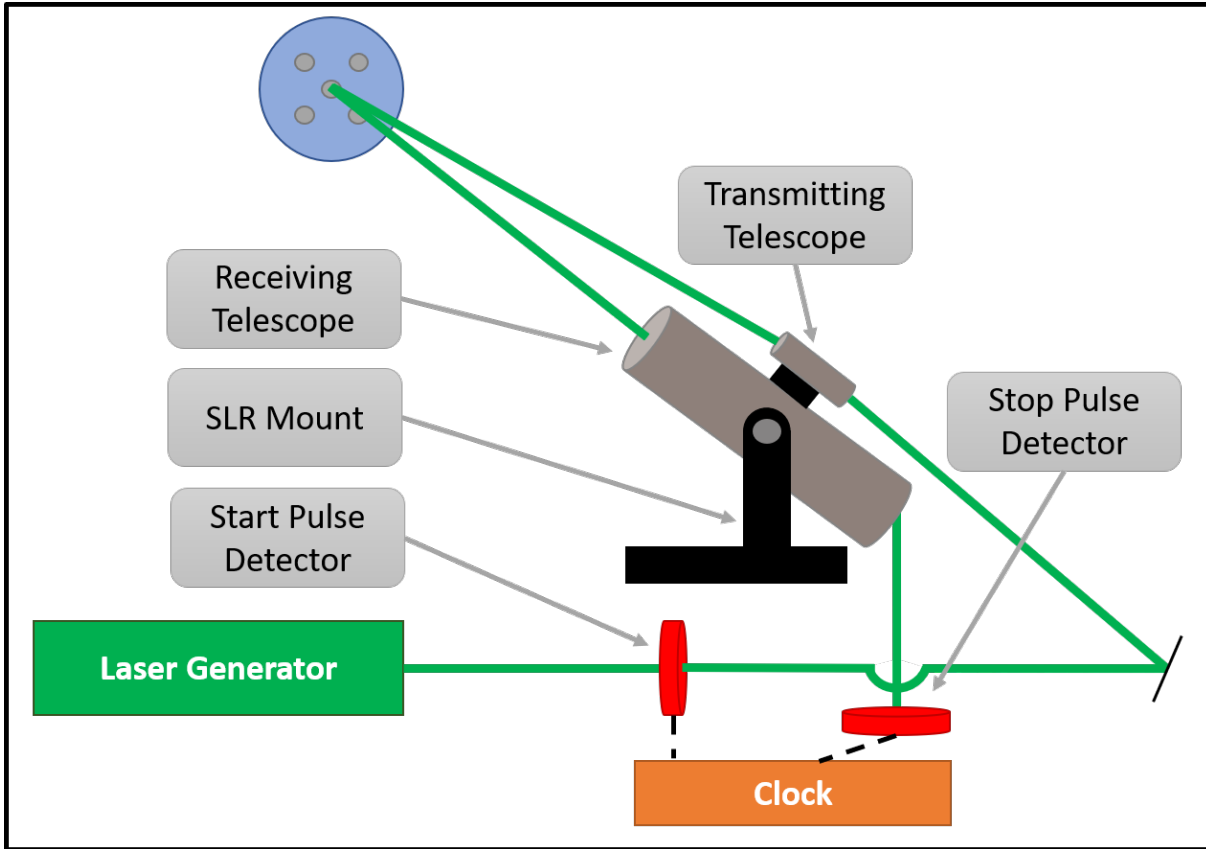 Transmitting
Telescope
Receiving
Telescope
SLR Mount
Stop Pulse
Detector
Start Pulse
Detector
Laser Generator
Clock